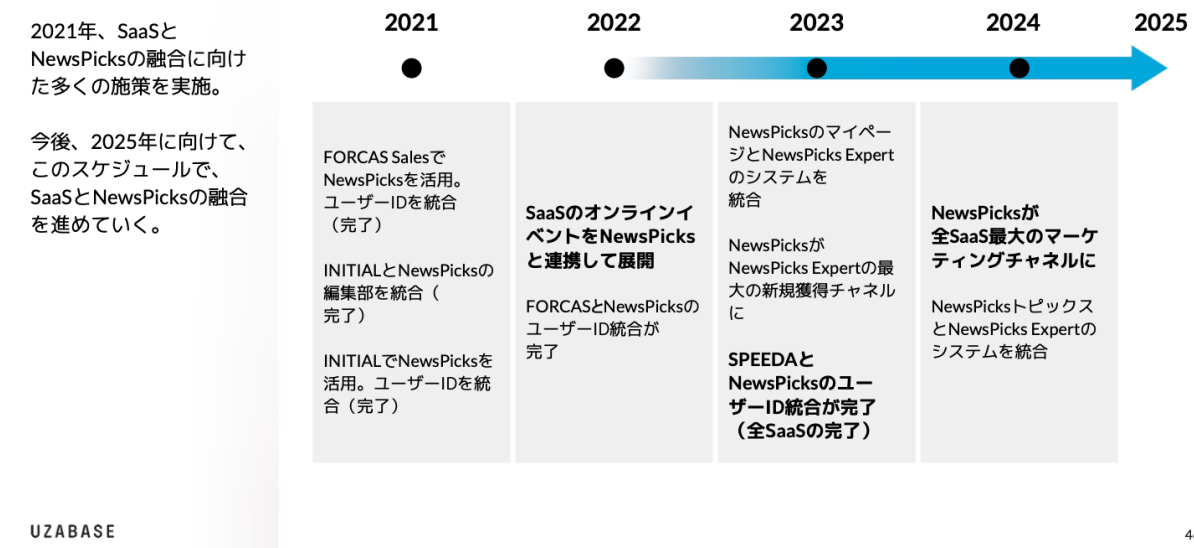 2021年、SaaSと
NewsPicksの融合に向け
た多くの施策を実施。
今後、2025年に向けて、
このスケジュールで、
SaaSとNewsPicksの融合
を進めていく。
2021
2022
2023
2024
2025
FORCAS Salesで
NewsPicksを活用。
ユーザーIDを統合
（完了）
INITIALとNewsPicksの
編集部を統合（
完了）
INITIALでNewsPicksを
活用。ユーザーIDを統
合（完了）
SaaSのオンラインイ
ベントをNewsPicks
と連携して展開
FORCASとNewsPicksの
ユーザーID統合が
完了
NewsPicksのマイペー
ジとNewsPicks Expert
のシステムを
統合
NewsPicksが
NewsPicks Expertの最
大の新規獲得チャネル
に
SPEEDAと
NewsPicksのユー
ザーID統合が完了
（全SaaSの完了）
NewsPicksが
全SaaS最大のマーケ
ティングチャネルに
NewsPicksトピックス
とNewsPicks Expertの
システムを統合
UZABASE